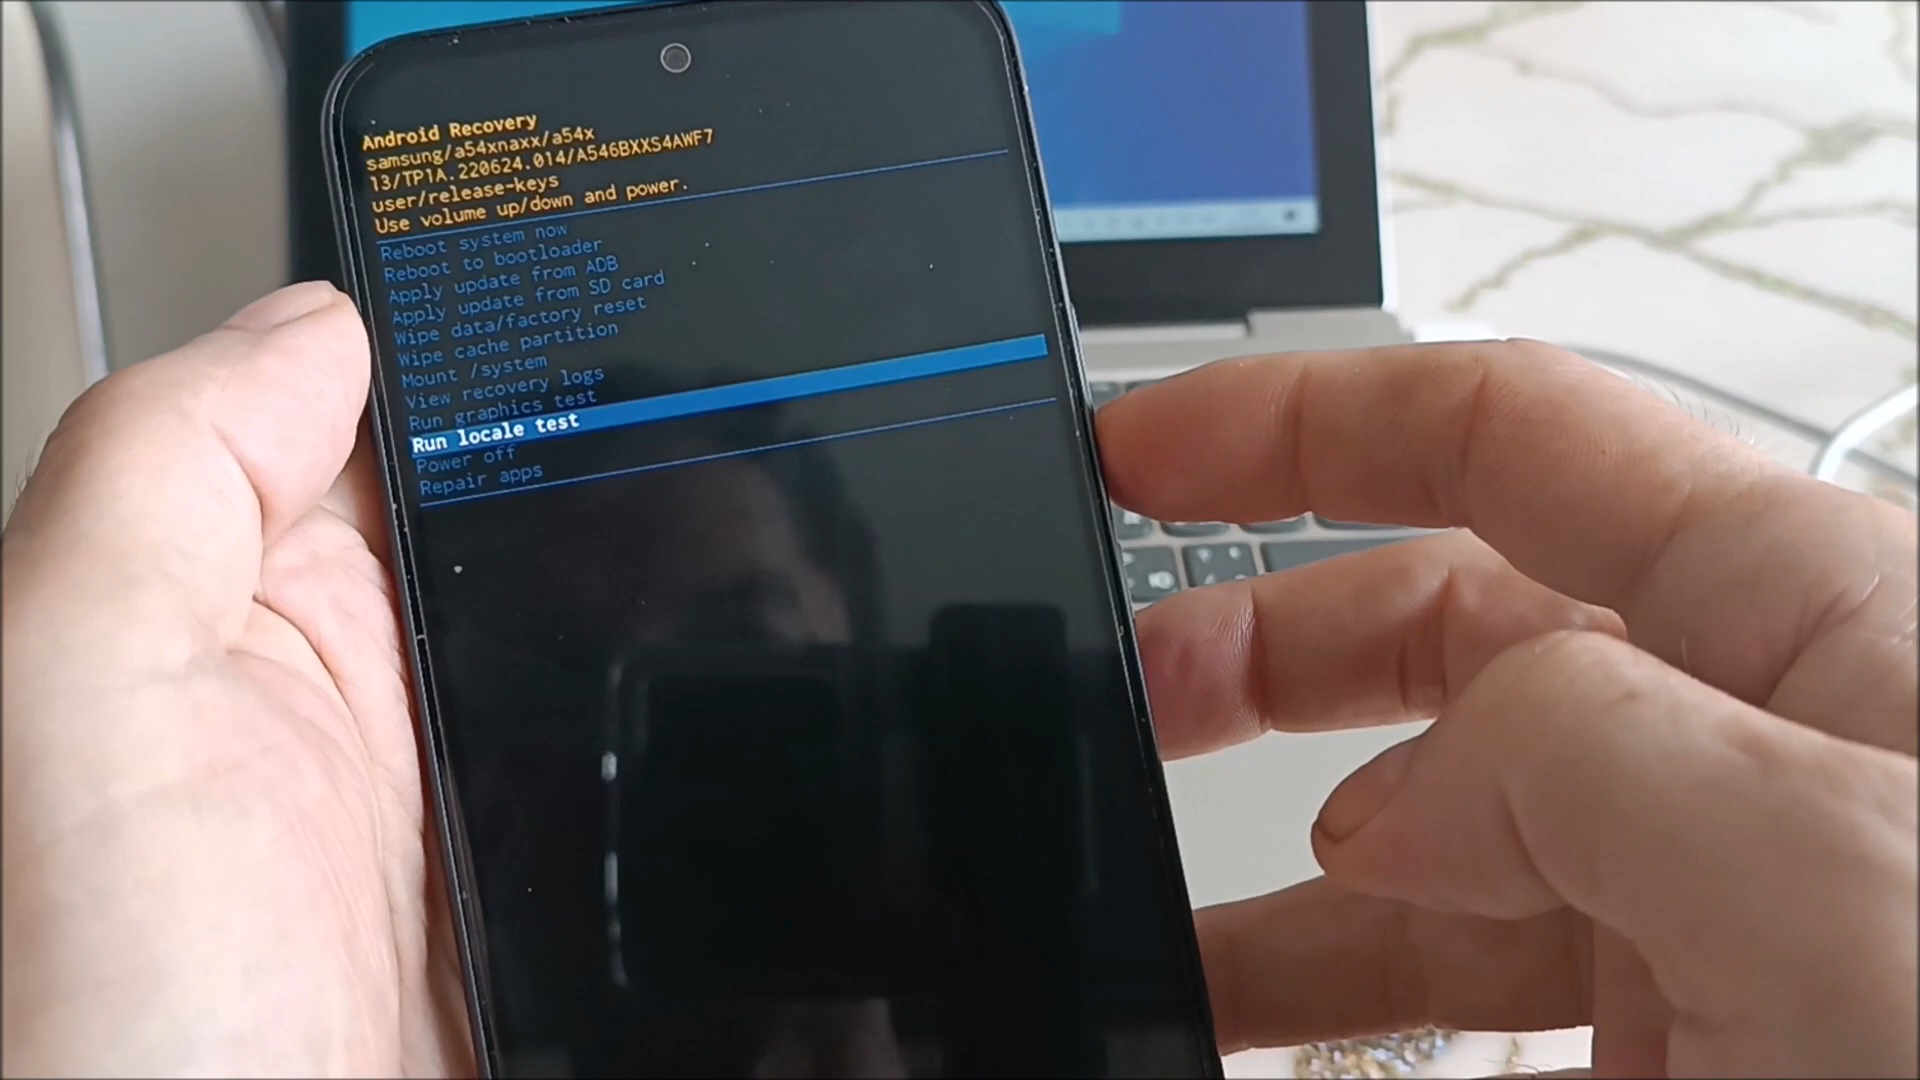 Android Recovery
samsung/a54xnaxx/a54x
13/TP1A.220624.014/A546BXXS4AWF7
user/release-keys
Use volume up/down and power.
Reboot system now
Reboot to bootloader
Apply update from ADB
Apply update from SD card
Wipe data/factory reset
Wipe cache partition
Mount /system
View recovery logs
Run graphics test
Run locale test
Power off
Repair apps